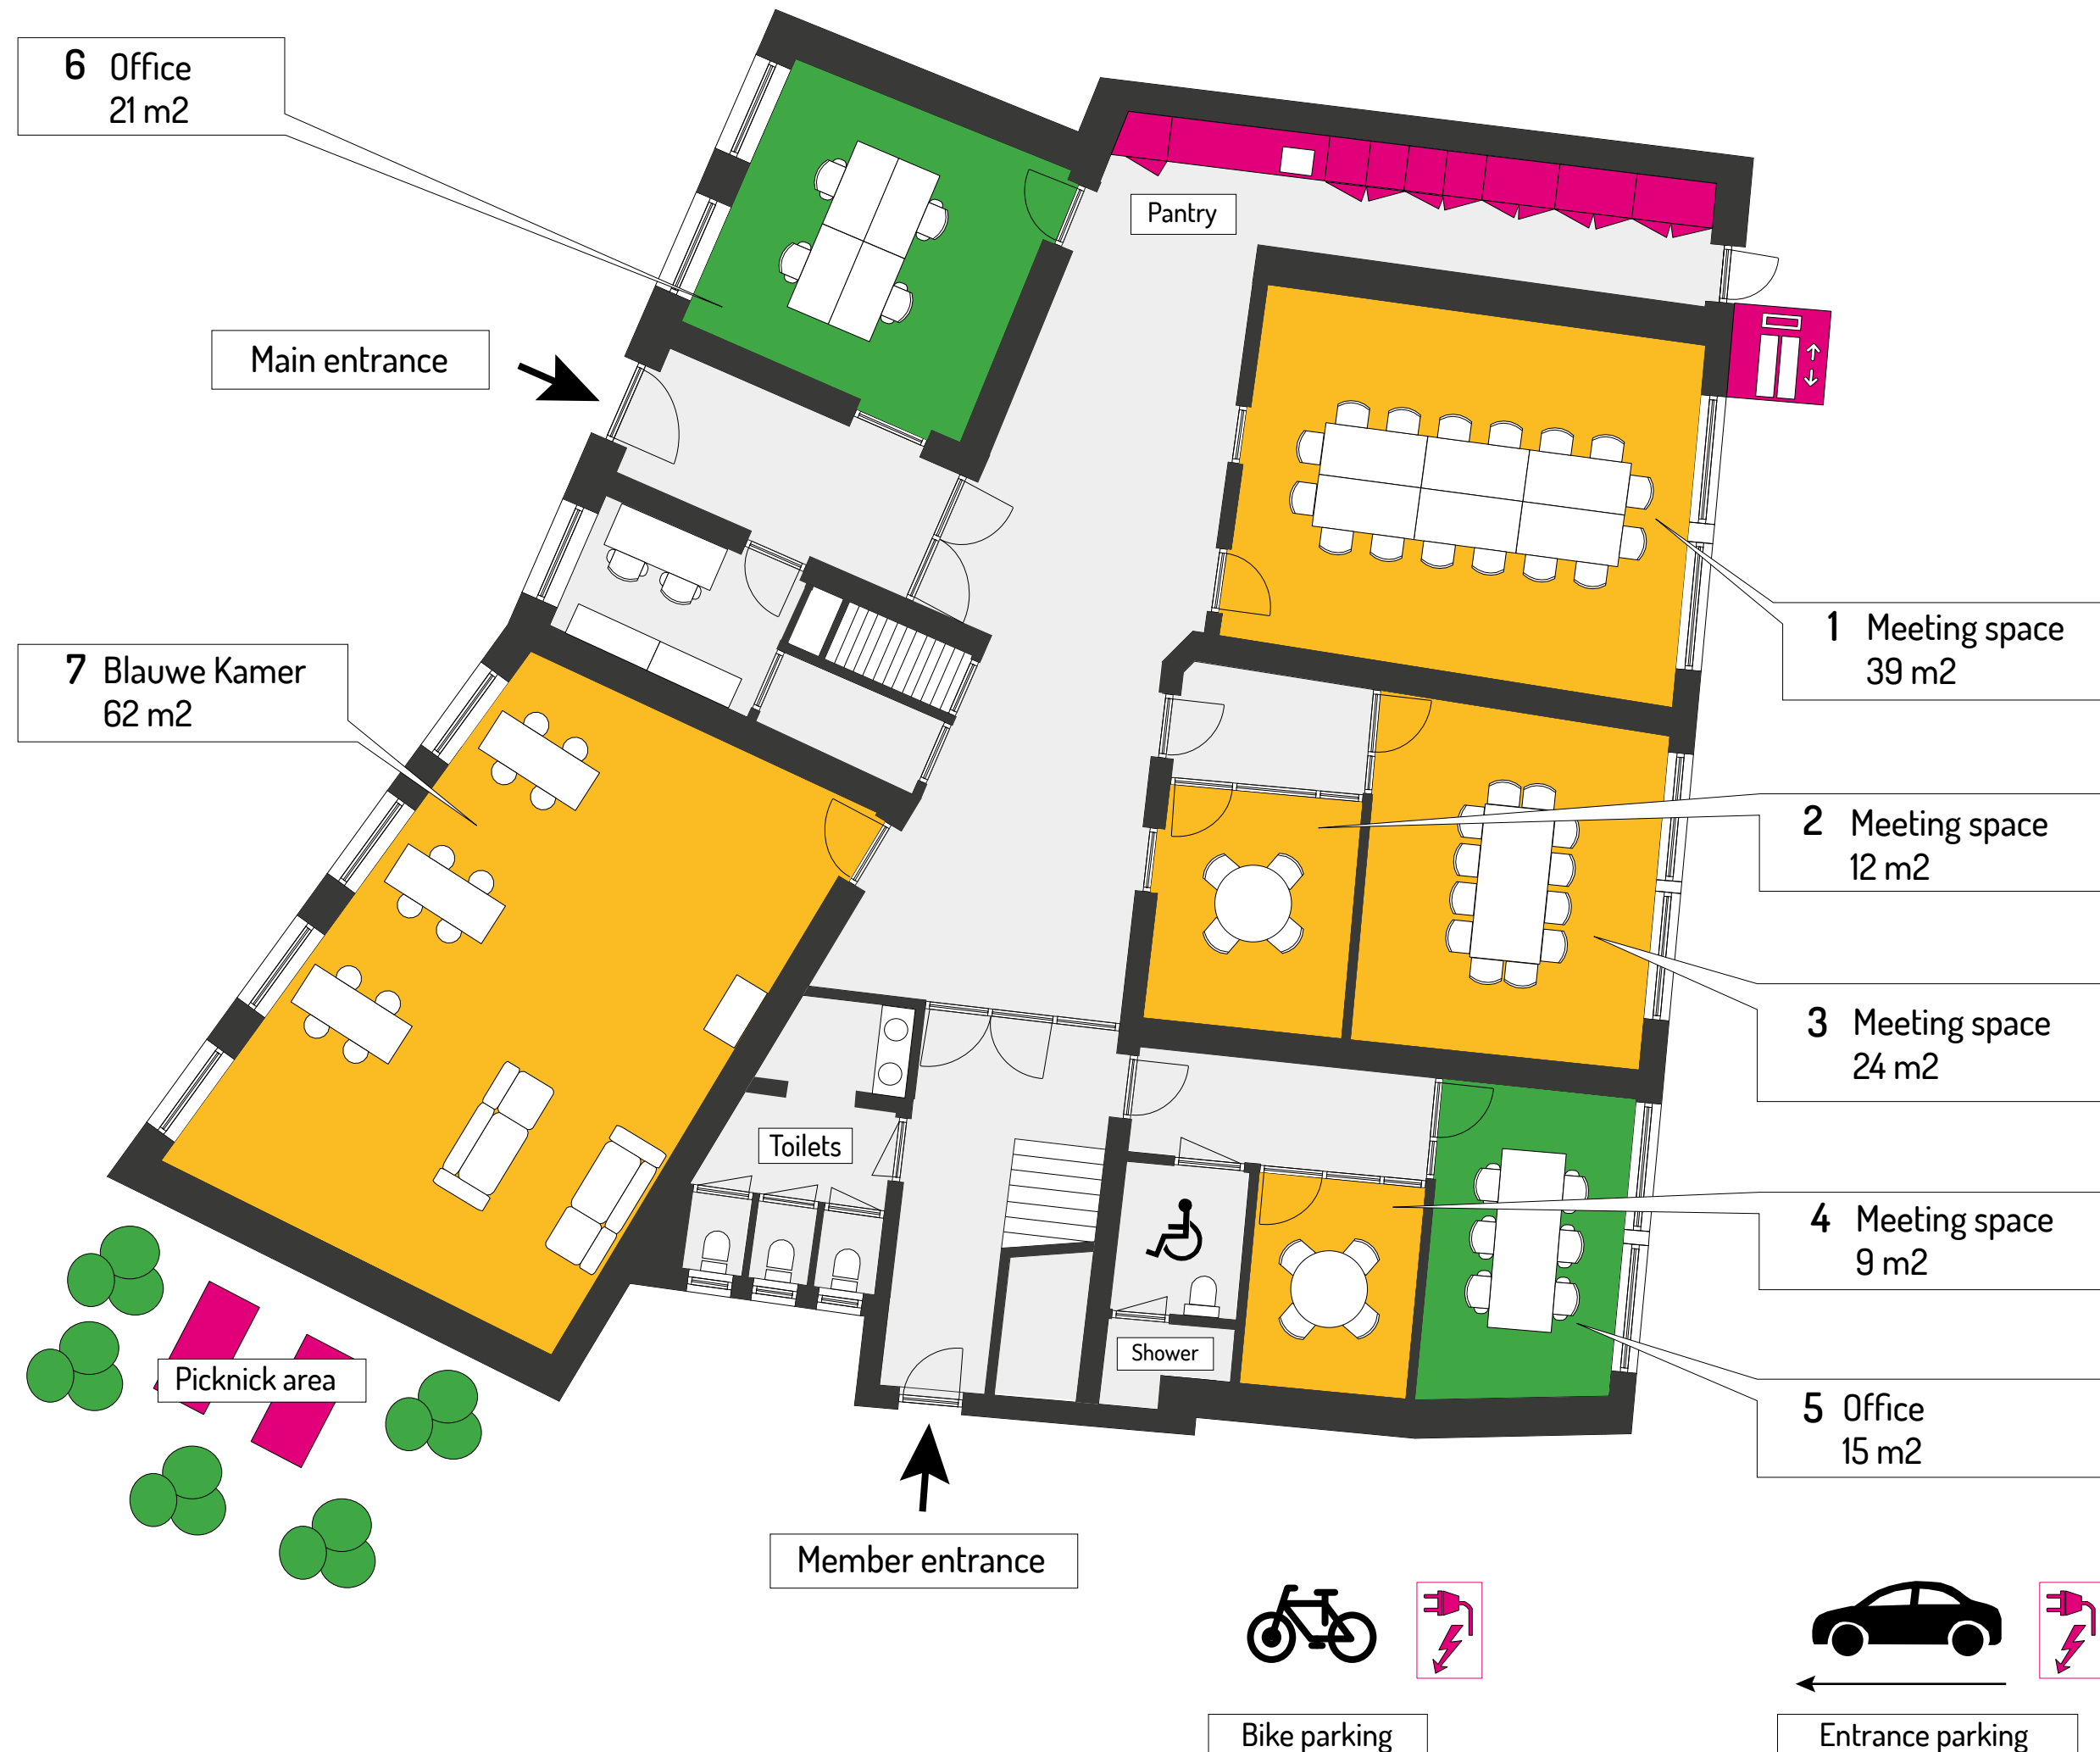 6 Office
21 m2
Pantry
Main entrance
1 Meeting space
39 m2
7 Blauwe Kamer
62 m2
2 Meeting space
12 m2
3 Meeting space
24 m2
Toilets
4 Meeting space
9 m2
Shower
Picknick area
5 Office
15 m2
Member entrance
Bike parking
Entrance parking